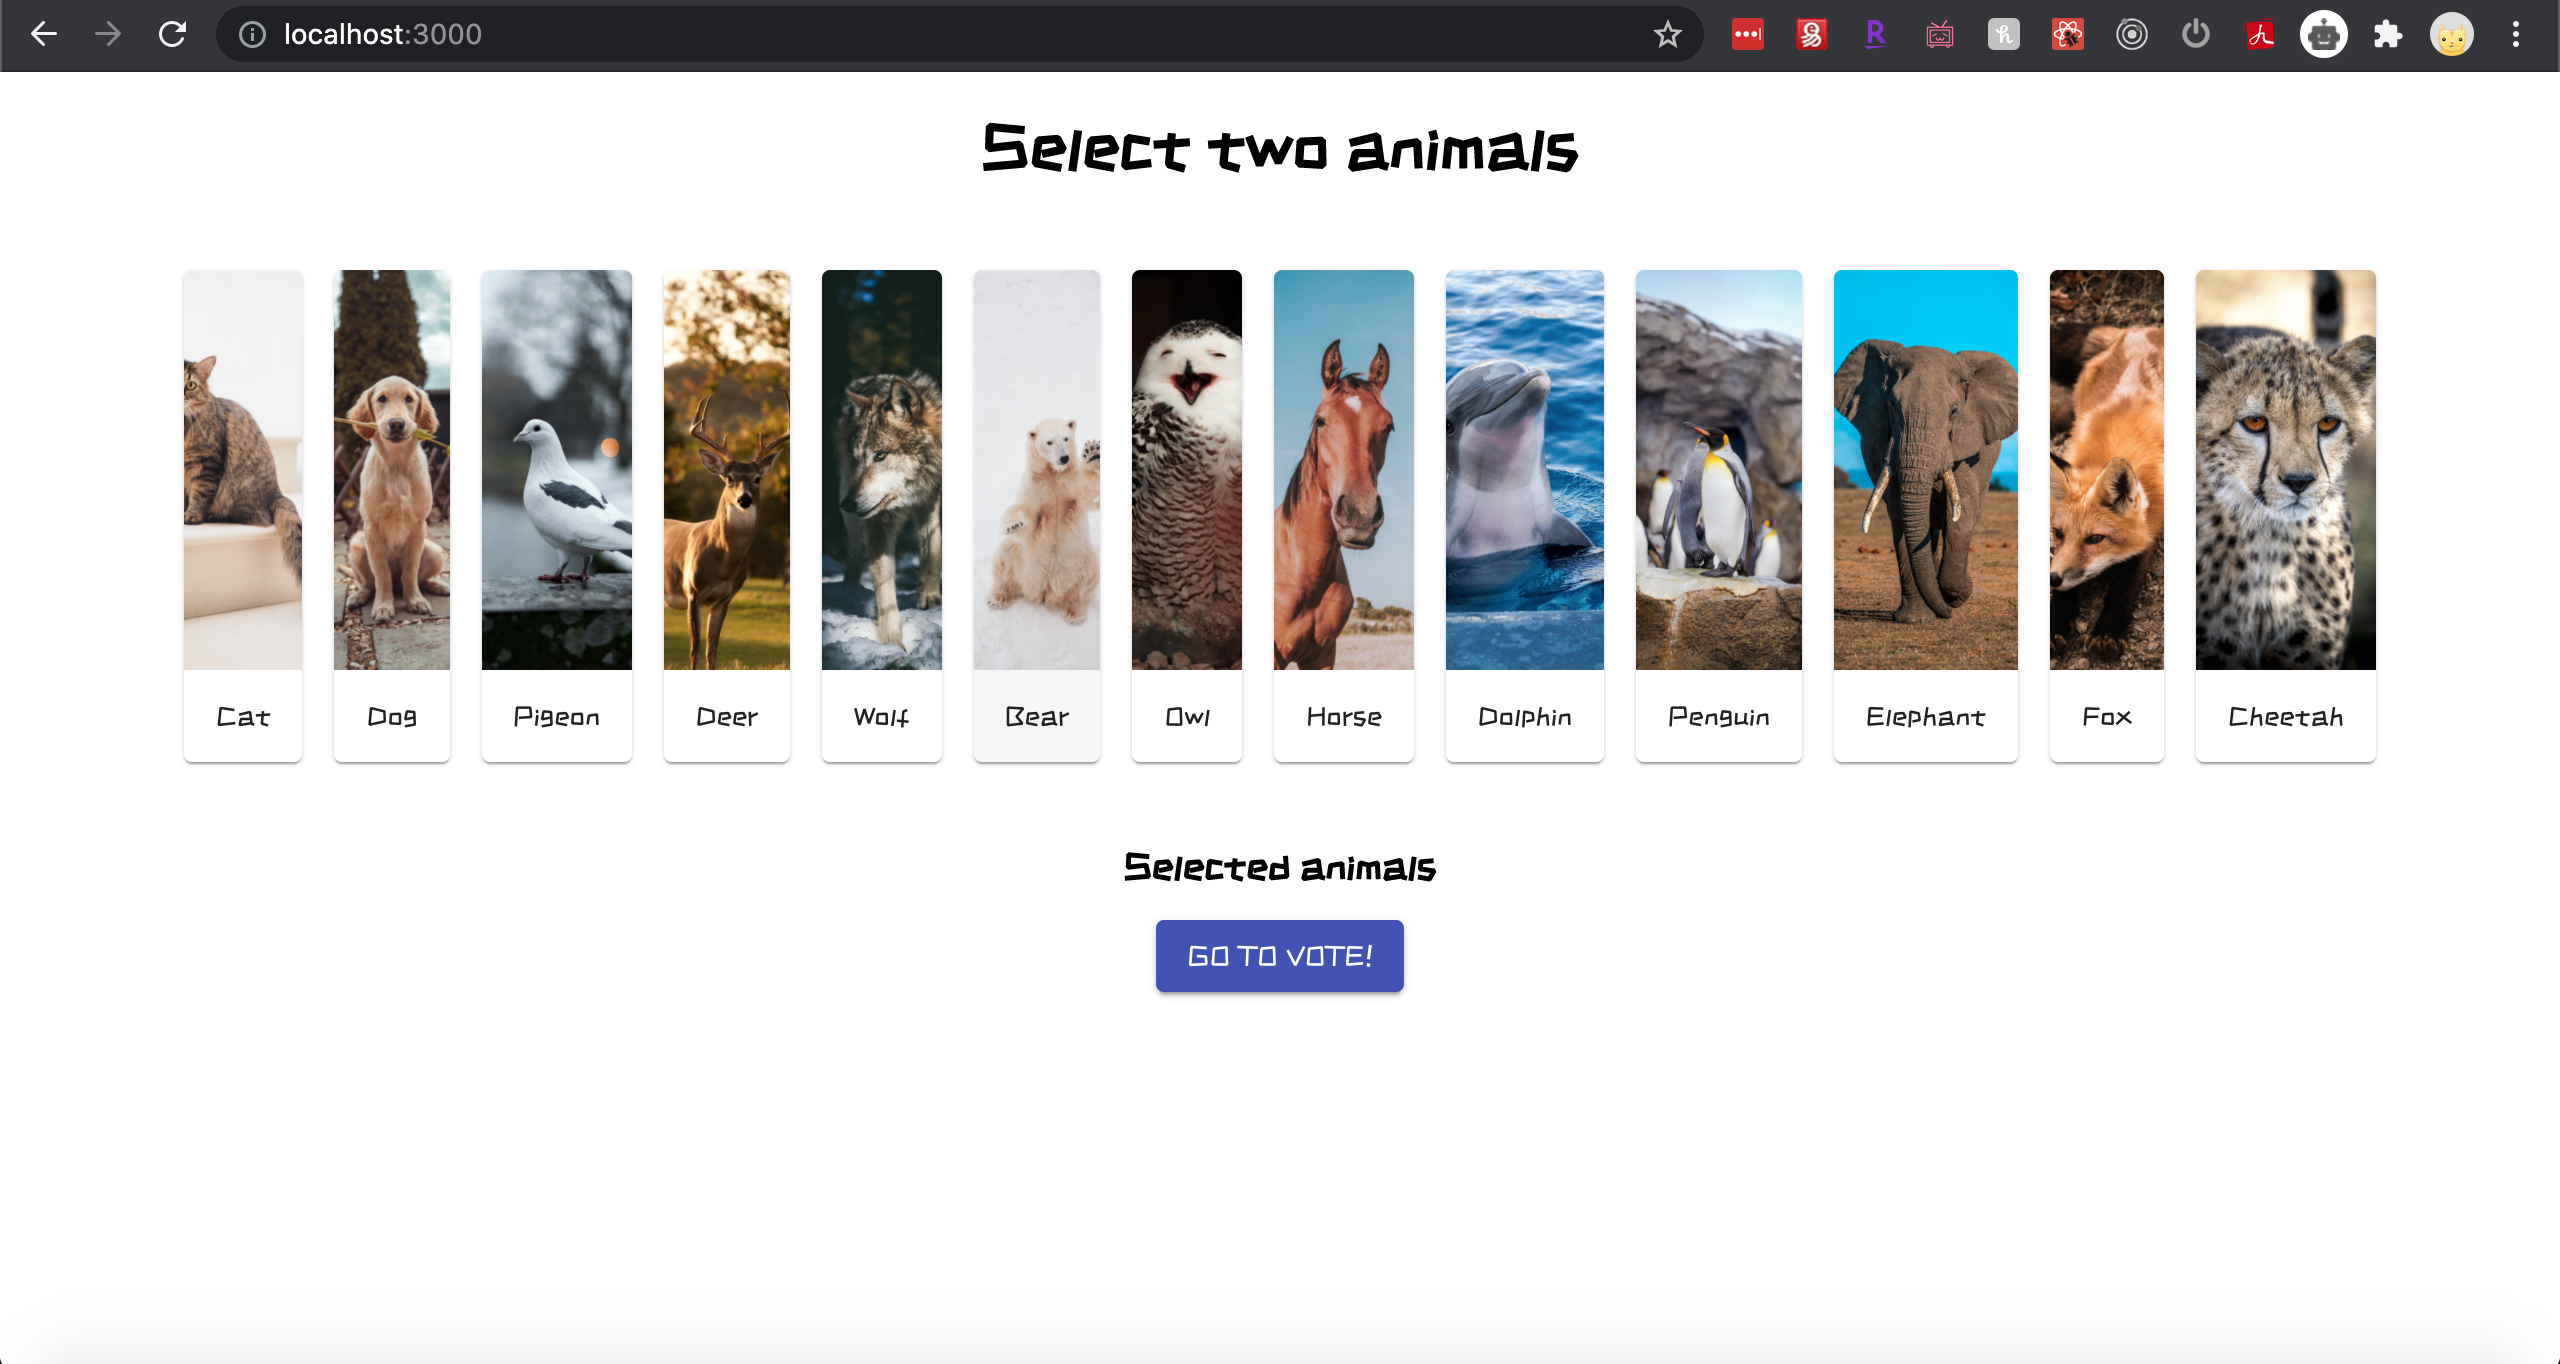 localhost:3000
Select two animals
Cat Dog Pigeon Deer Wolf Bear Owl Horse Dolphin Penguin Elephant Fox Cheetah
Selected animals
GO TO VOTE!